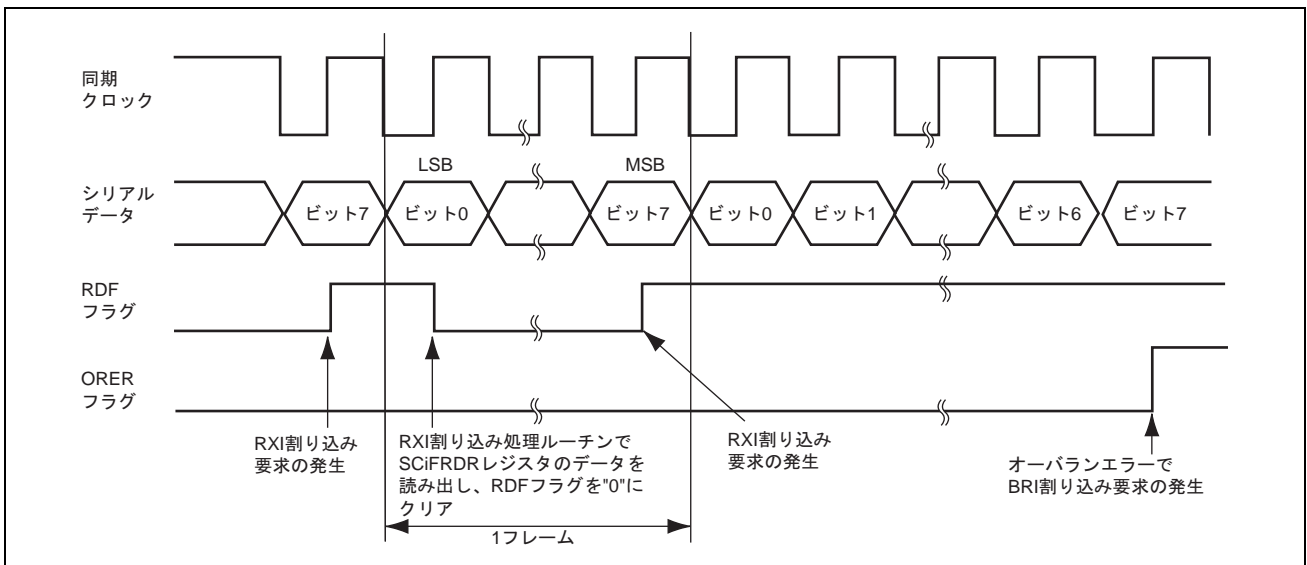 同期
クロック
LSB
MSB
シリアル
データ
ビット7
ビット0
ビット7
ビット0
ビット1
ビット6
ビット7
RDF
フラグ
ORER
フラグ
RXI割り込み
要求の発生
RXI割り込み処理ルーチンで
SCiFRDRレジスタのデータを
読み出し、RDFフラグを"0"に
クリア
RXI割り込み
要求の発生
オーバランエラーで
BRI割り込み要求の発生
1フレーム